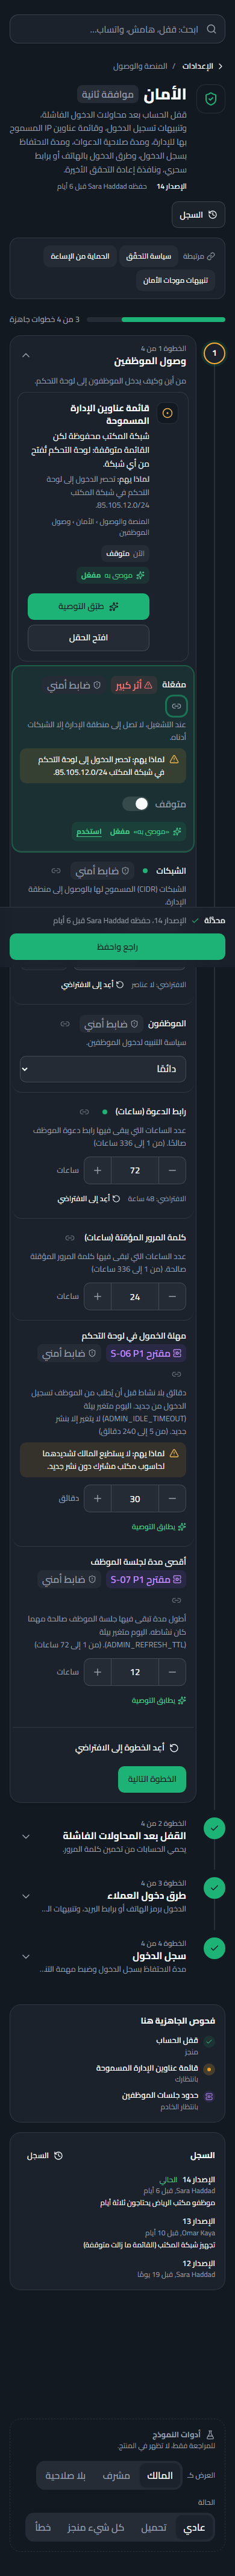 ابحث: قفل، هامش، واتساب...
الإعدادات / المنصة والوصول
الأمان موافقة ثانية
قفل الحساب بعد محاولات الدخول الفاشلة،
وتنبيهات تسجيل الدخول، وقائمة عناوين IP المسموح
بها للإدارة، ومدة صلاحية الدعوات، ومدة الاحتفاظ
بسجل الدخول، وطرق الدخول بالهاتف أو برابط
سحري، ونافذة إعادة التحقق الأخيرة.
الإصدار 14 حفظه Sara Haddad قبل 6 أيام
السجل
مرتبطة سياسة التحقّق الحماية من الإساءة
تنبيهات موجات الأمان
3 من 4 خطوات جاهزة
1
الخطوة 1 من 4
وصول الموظفين
من أين وكيف يدخل الموظفون إلى لوحة التحكم.
قائمة عناوين الإدارة
المسموحة
شبكة المكتب محفوظة لكن
القائمة متوقفة: لوحة التحكم تُفتح
من أي شبكة.
لماذا يهم: تحصر الدخول إلى لوحة
التحكم في شبكة المكتب
85.105.12.0/24.
المنصة والوصول › الأمان › وصول
الموظفين
الآن متوقف
موصى به مفعّل
طبّق التوصية
افتح الحقل
مفعّلة أثر كبير ضابط أمني
عند التشغيل، لا تصل إلى منطقة الإدارة إلا الشبكات
أدناه.
لماذا يهم: تحصر الدخول إلى لوحة التحكم
في شبكة المكتب 85.105.12.0/24.
متوقف
«موصى به» مفعّل استخدم
الشبكات ضابط أمني
الشبكات (CIDR) المسموح لها بالوصول إلى منطقة
الإدارة.
محدّثة الإصدار 14، حفظه Sara Haddad قبل 6 أيام
راجع واحفظ
الافتراضي: لا عناصر أعِد إلى الافتراضي
الموظفون ضابط أمني
سياسة التنبيه لدخول الموظفين.
دائمًا
رابط الدعوة (ساعات)
عدد الساعات التي يبقى فيها رابط دعوة الموظف
صالحًا. (من 1 إلى 336 ساعات)
72 ساعات
الافتراضي: 48 ساعة أعِد إلى الافتراضي
كلمة المرور المؤقتة (ساعات)
عدد الساعات التي تبقى فيها كلمة المرور المؤقتة
صالحة. (من 1 إلى 336 ساعات)
24 ساعات
مهلة الخمول في لوحة التحكم
مقترح S-06 P1 ضابط أمني
دقائق بلا نشاط قبل أن يُطلب من الموظف تسجيل
الدخول من جديد. اليوم متغير بيئة
(ADMIN_IDLE_TIMEOUT) لا يتغير إلا بنشر
جديد. (من 5 إلى 240 دقائق)
لماذا يهم: لا يستطيع المالك تشديدهما
لحاسوب مكتب مشترك دون نشر جديد.
30 دقائق
يطابق التوصية
أقصى مدة لجلسة الموظف
مقترح S-07 P1 ضابط أمني
أطول مدة تبقى فيها جلسة الموظف صالحة مهما
كان نشاطه. اليوم متغير بيئة
(ADMIN_REFRESH_TTL). (من 1 إلى 72 ساعات)
12 ساعات
يطابق التوصية
أعِد الخطوة إلى الافتراضي
الخطوة التالية
الخطوة 2 من 4
القفل بعد المحاولات الفاشلة
يحمي الحسابات من تخمين كلمة المرور.
الخطوة 3 من 4
طرق دخول العملاء
الدخول برمز الهاتف أو برابط البريد، وتنبيهات الـ...
الخطوة 4 من 4
سجل الدخول
مدة الاحتفاظ بسجل الدخول وضبط مهمة التنـ...
فحوص الجاهزية هنا
قفل الحساب
منجز
قائمة عناوين الإدارة المسموحة
بانتظارك
حدود جلسات الموظفين
بانتظار الخادم
السجل السجل
الإصدار 14 الحالي
Sara Haddad، قبل 6 أيام
موظفو مكتب الرياض يحتاجون ثلاثة أيام
الإصدار 13
Omar Kaya، قبل 10 أيام
تجهيز شبكة المكتب (القائمة ما زالت متوقفة)
الإصدار 12
Sara Haddad، قبل 19 يومًا
أدوات النموذج
للمراجعة فقط، لا تظهر في المنتج.
العرض كـ المالك مشرف بلا صلاحية
الحالة
عادي تحميل كل شيء منجز خطأ